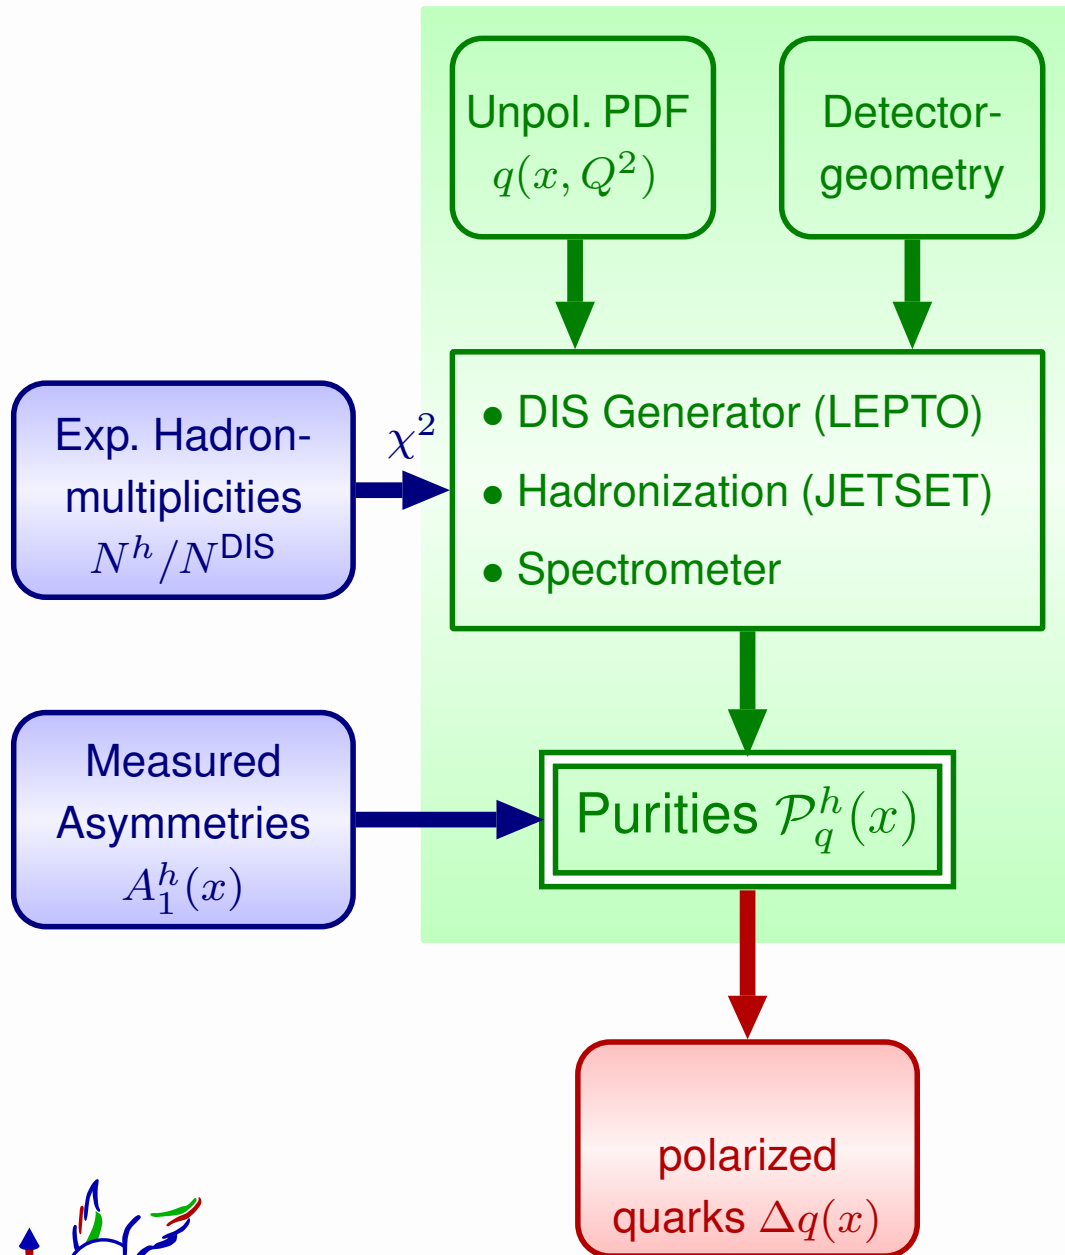 Unpol. PDF
q(x, Q²)
Detector-
geometry
Exp. Hadron-
multiplicities
N^h/N^DIS
χ²
• DIS Generator (LEPTO)
• Hadronization (JETSET)
• Spectrometer
Measured
Asymmetries
A_1^h(x)
Purities 𝒫_q^h(x)
polarized
quarks Δq(x)